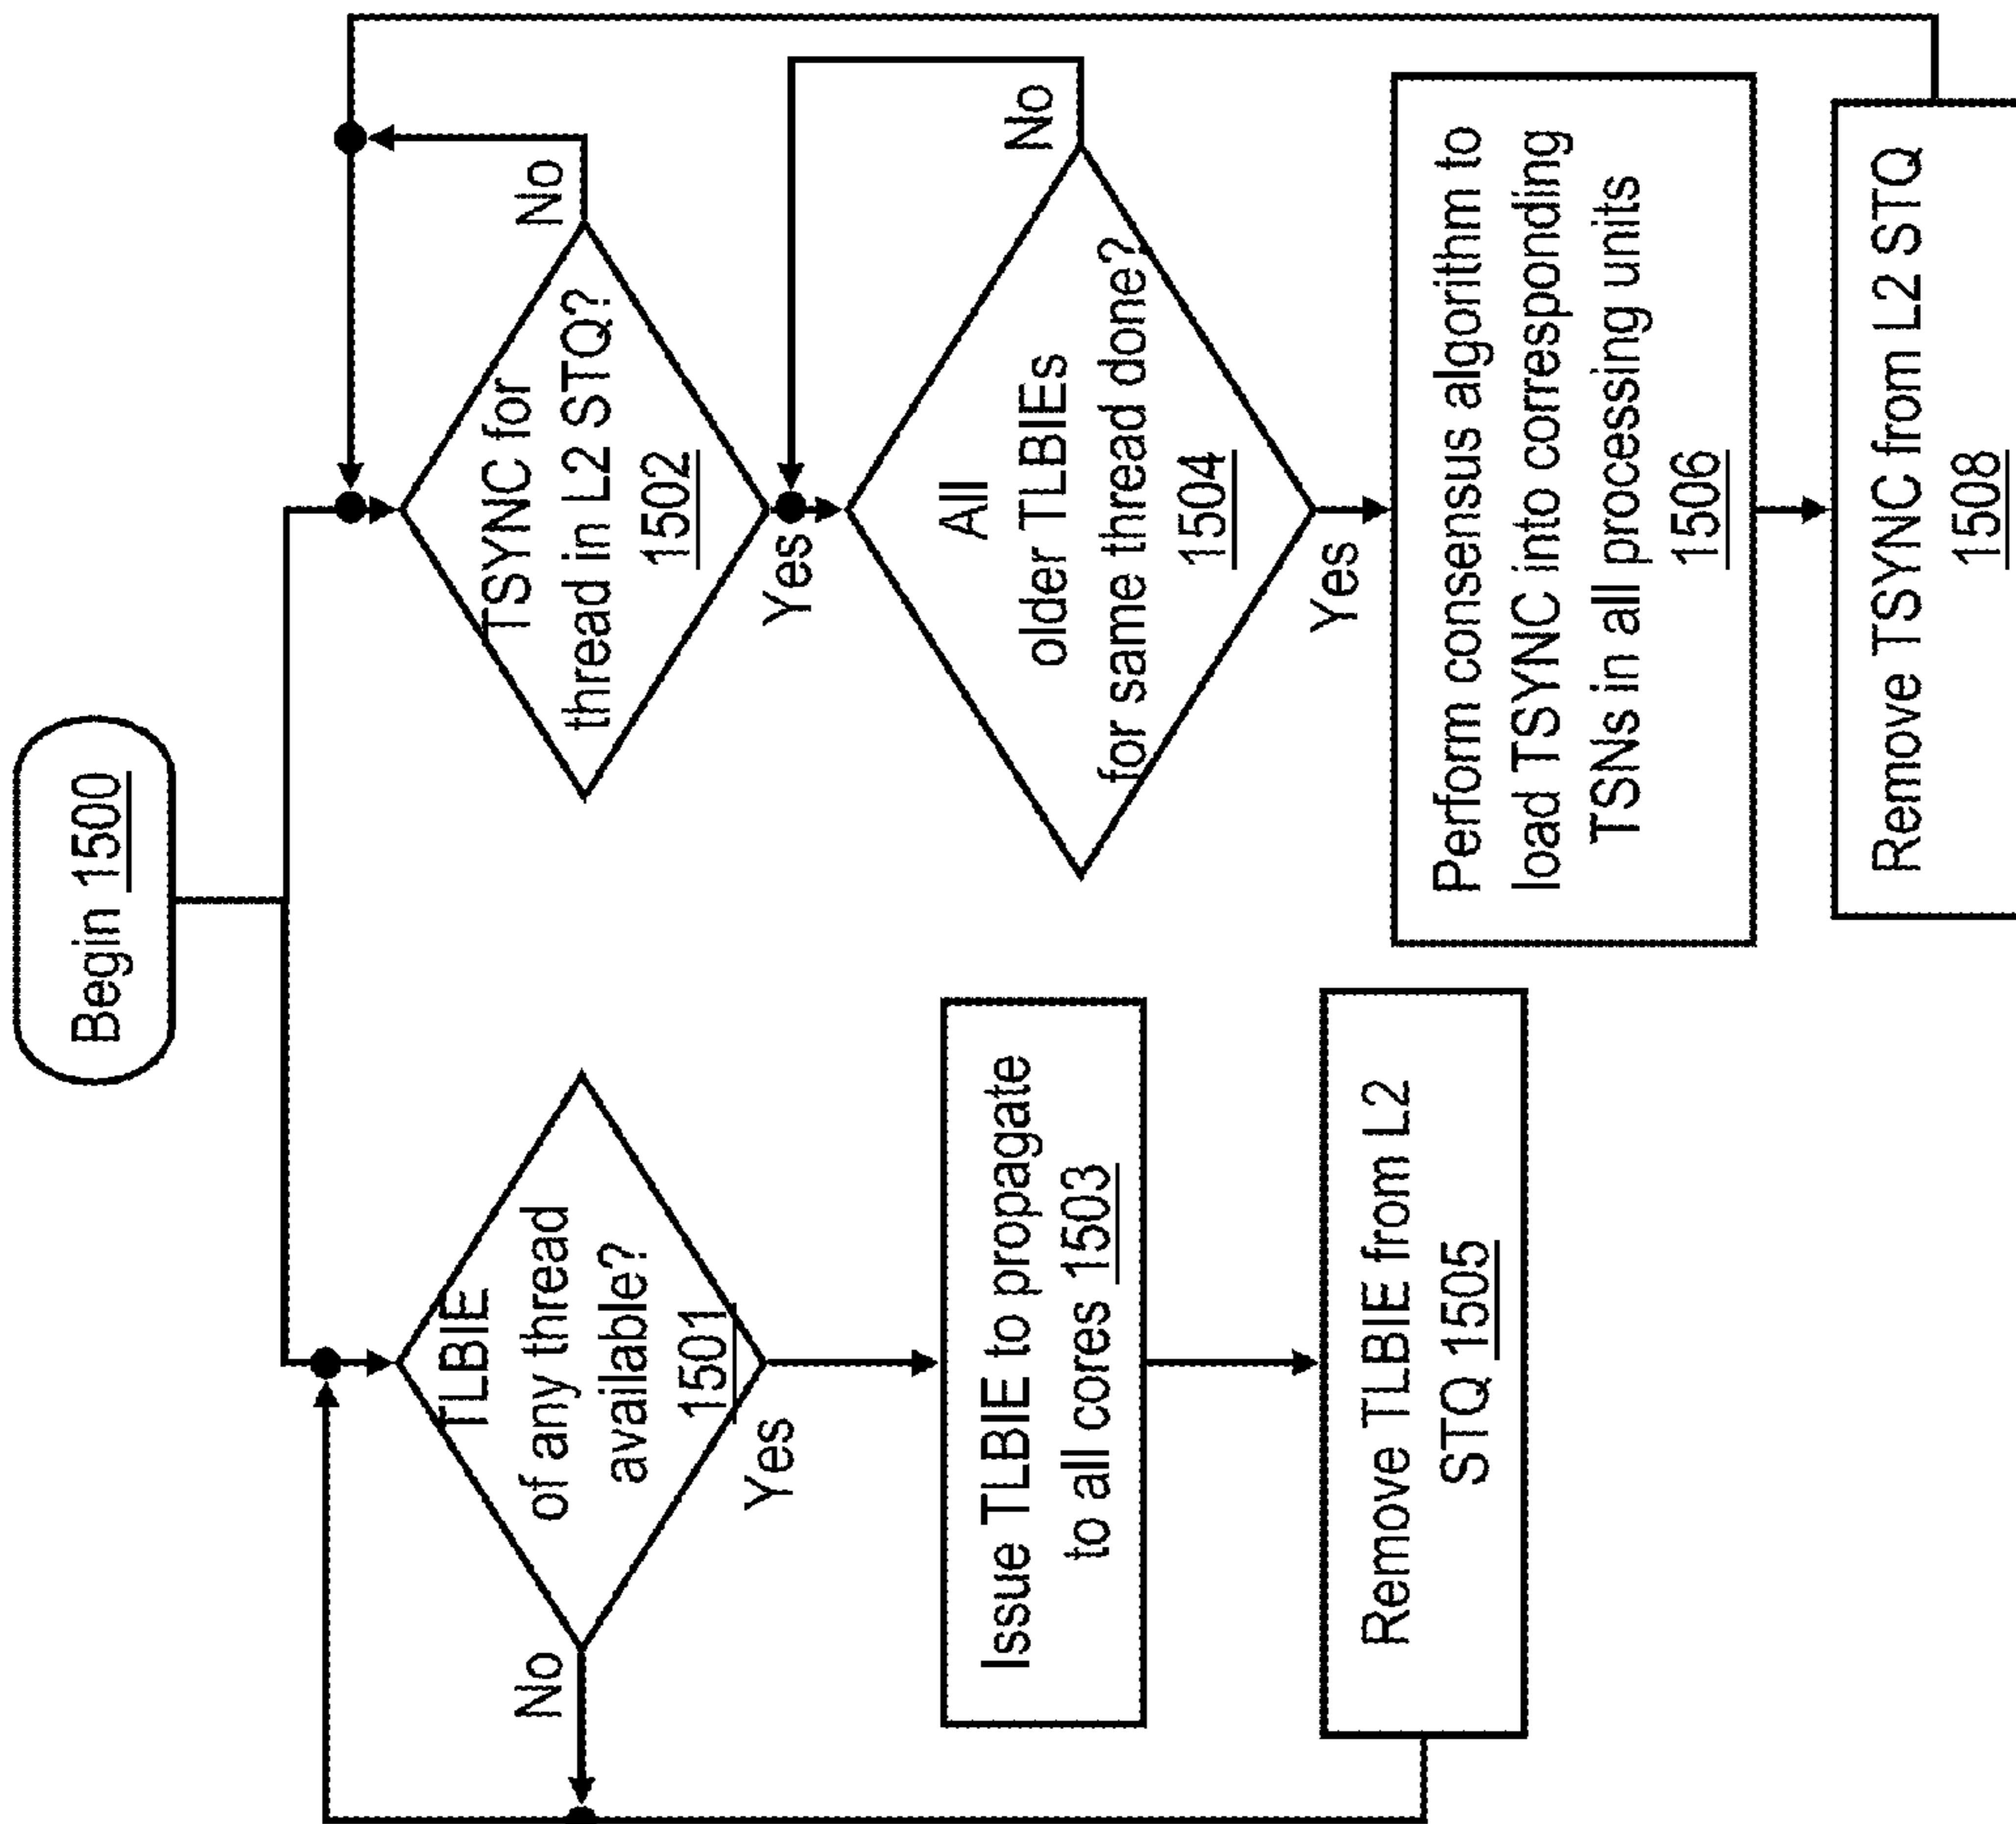 Begin 1500
TLBIE
of any thread
available?
1501
No
Yes
Issue TLBIE to propagate
to all cores 1503
Remove TLBIE from L2
STQ 1505
TSYNC for
thread in L2 STQ?
1502
No
Yes
All
older TLBIEs
for same thread done?
1504
No
Yes
Perform consensus algorithm to
load TSYNC into corresponding
TSNs in all processing units
1506
Remove TSYNC from L2 STQ
1508